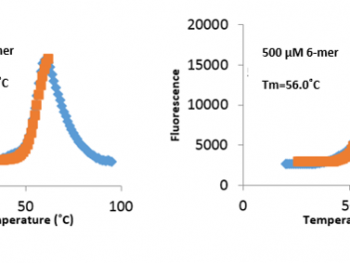 mer
˚C
50
100
perature (˚C)
20000
15000
10000
5000
0
Fluorescence
500 µM 6-mer
Tm=56.0˚C
0
5
Tempera